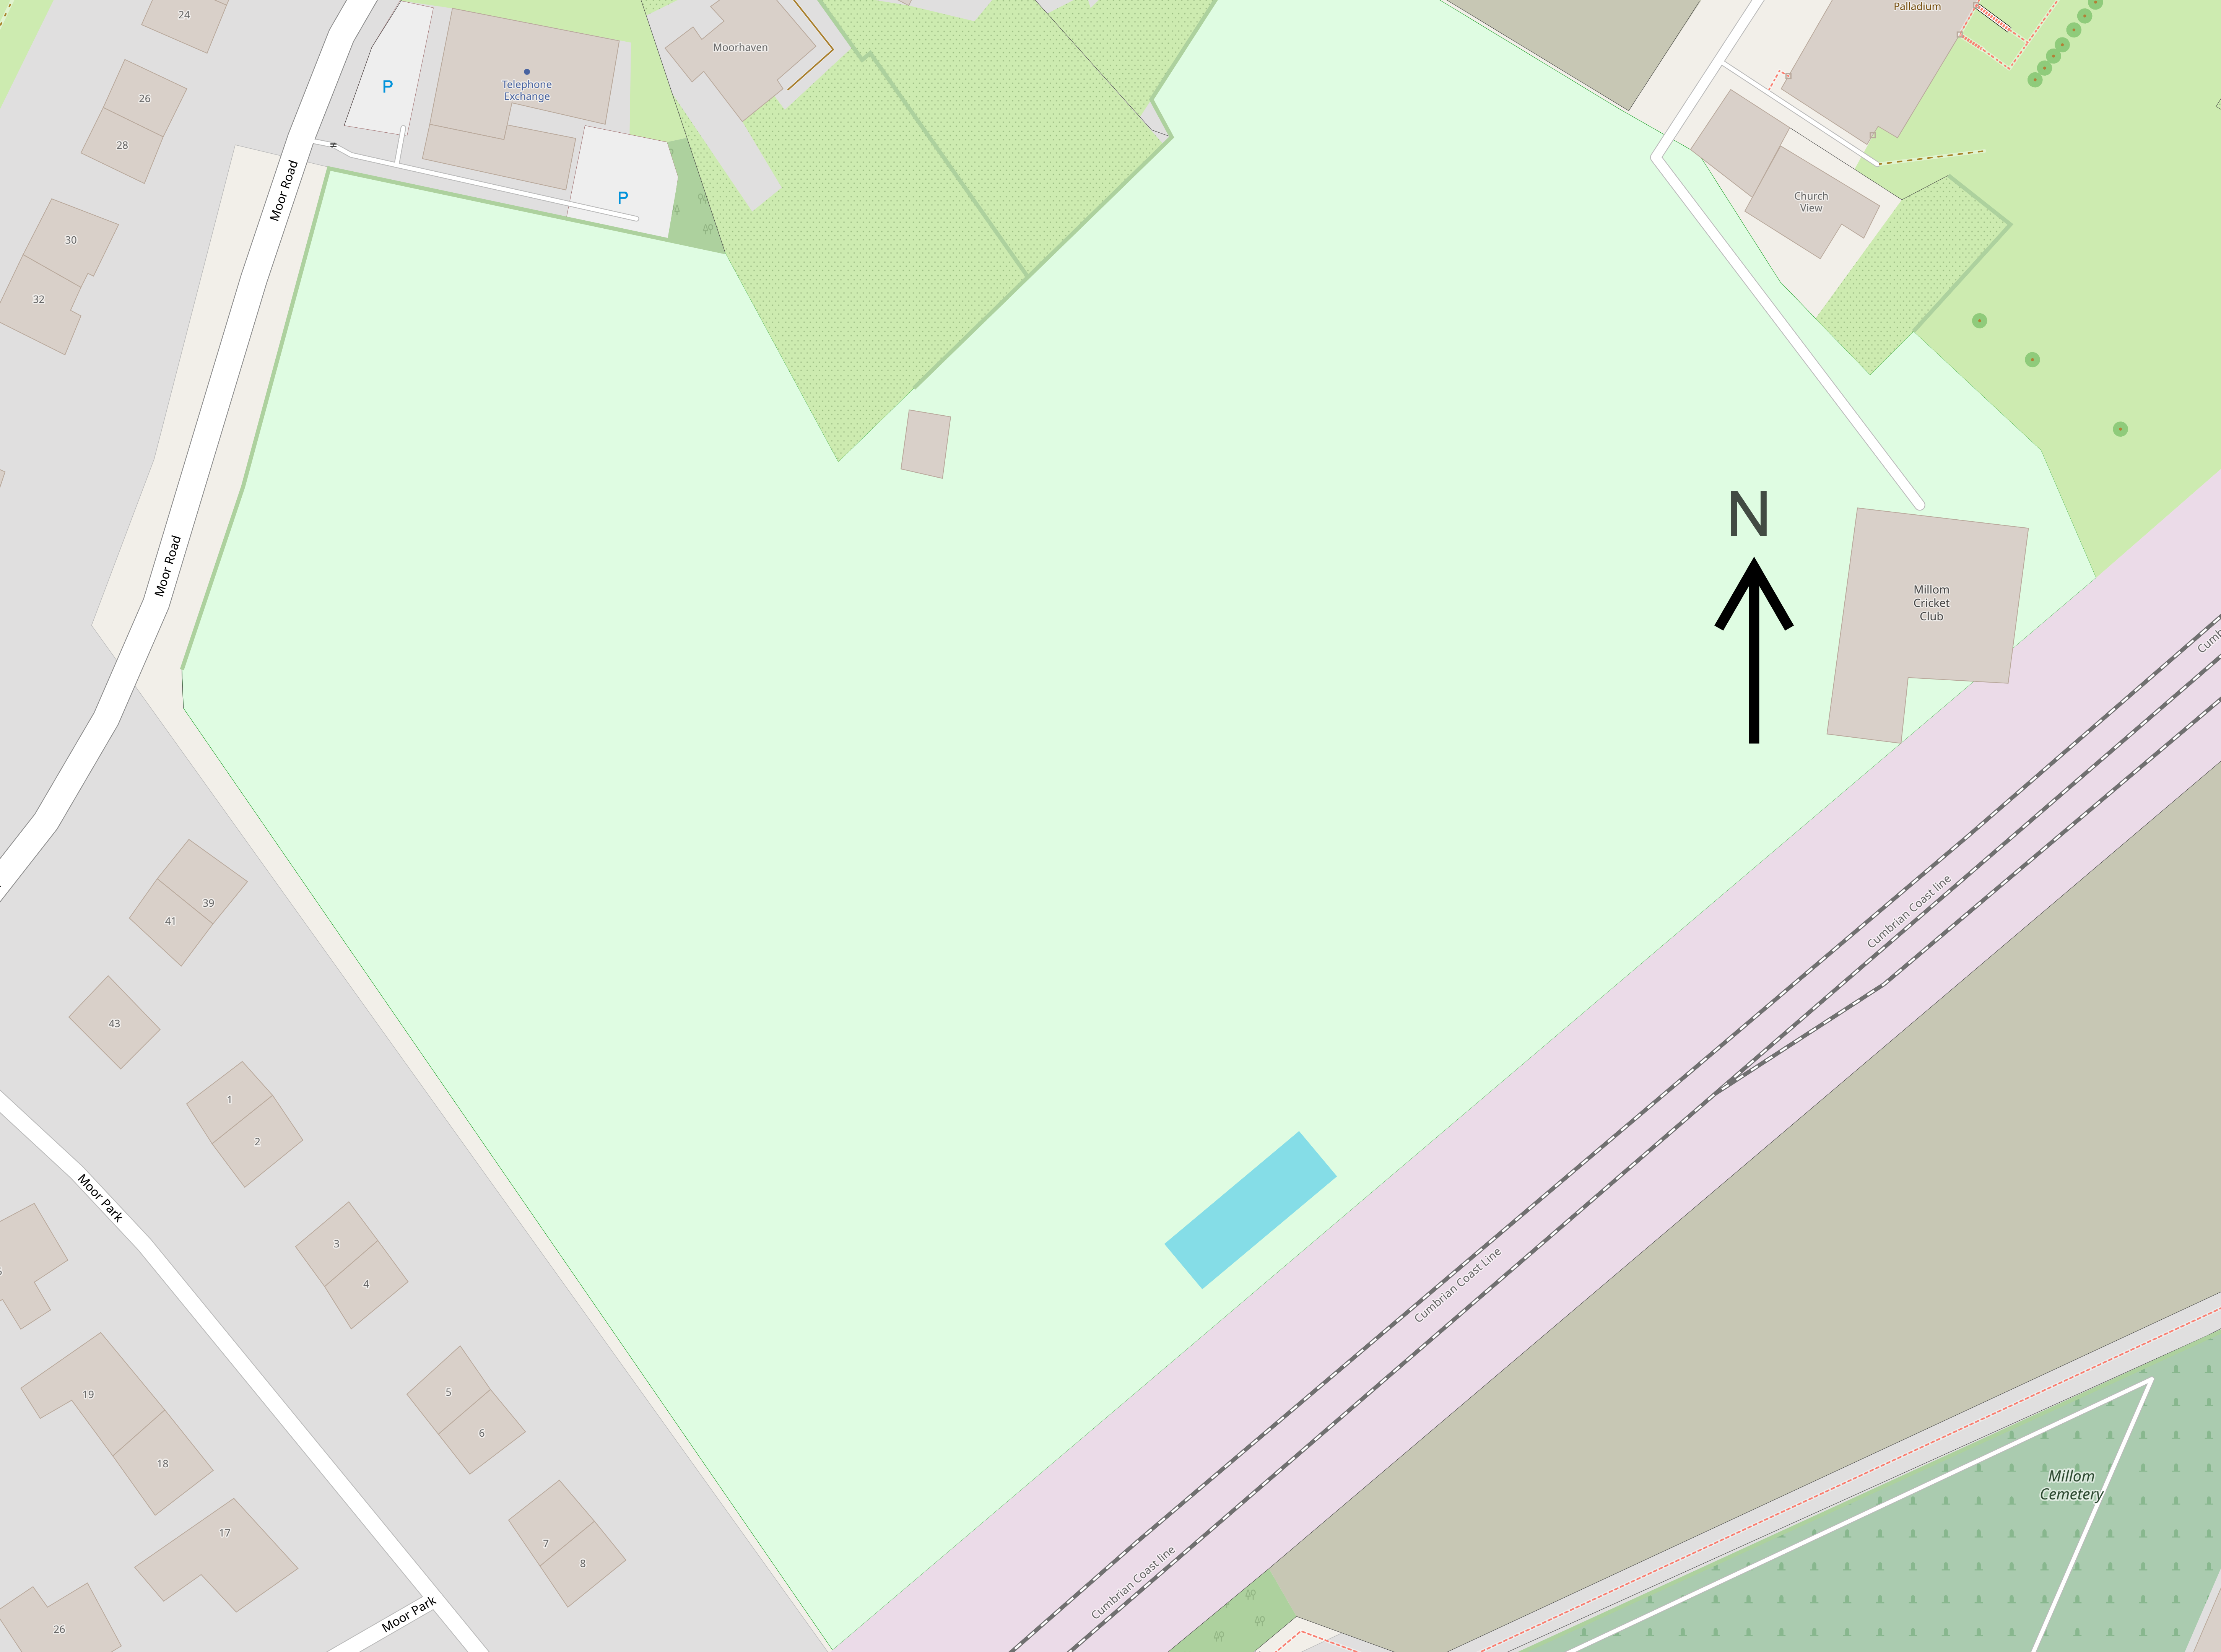 24
Palladium
Moorhaven
P
Telephone
Exchange
26
28
P
Moor Road
Church
View
30
32
N
Moor Road
Millom
Cricket
Club
Cumbrian Coast line
39
41
43
1
2
Moor Park
3
4
Cumbrian Coast Line
19
5
6
18
Millom
Cemetery
17
7
8
Cumbrian Coast line
Moor Park
26